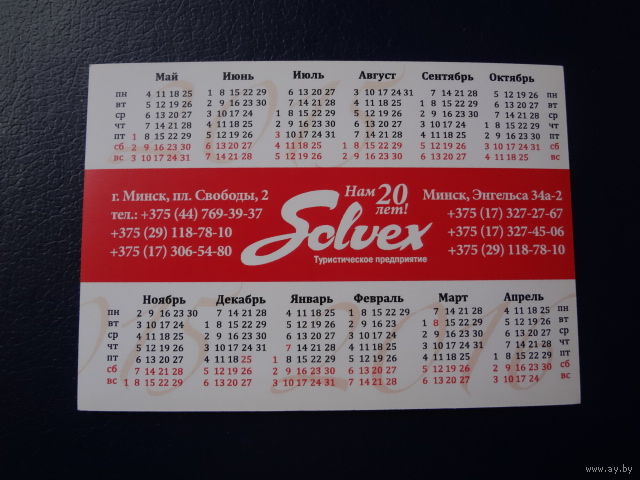 Май Июнь Июль Август Сентябрь Октябрь
пн 4 11 18 25 1 8 15 22 29 6 13 20 27 3 10 17 24 31 7 14 21 28 5 12 19 26 пн
вт 5 12 19 26 2 9 16 23 30 7 14 21 28 4 11 18 25 1 8 15 22 29 6 13 20 27 вт
ср 6 13 20 27 3 10 17 24 1 8 15 22 29 5 12 19 26 2 9 16 23 30 7 14 21 28 ср
чт 7 14 21 28 4 11 18 25 2 9 16 23 30 6 13 20 27 3 10 17 24 1 8 15 22 29 чт
пт 1 8 15 22 29 5 12 19 26 3 10 17 24 31 7 14 21 28 4 11 18 25 2 9 16 23 30 пт
сб 2 9 16 23 30 6 13 20 27 4 11 18 25 1 8 15 22 29 5 12 19 26 3 10 17 24 31 сб
вс 3 10 17 24 31 7 14 21 28 5 12 19 26 2 9 16 23 30 6 13 20 27 4 11 18 25 вс
г. Минск, пл. Свободы, 2
тел.: +375 (44) 769-39-37
+375 (29) 118-78-10
+375 (17) 306-54-80
Нам 20 лет!
Solvex
Туристическое предприятие
Минск, Энгельса 34а-2
+375 (17) 327-27-67
+375 (17) 327-45-06
+375 (29) 118-78-10
Ноябрь Декабрь Январь Февраль Март Апрель
пн 2 9 16 23 30 7 14 21 28 4 11 18 25 1 8 15 22 29 7 14 21 28 4 11 18 25 пн
вт 3 10 17 24 1 8 15 22 29 5 12 19 26 2 9 16 23 1 8 15 22 29 5 12 19 26 вт
ср 4 11 18 25 2 9 16 23 30 6 13 20 27 3 10 17 24 2 9 16 23 30 6 13 20 27 ср
чт 5 12 19 26 3 10 17 24 31 7 14 21 28 4 11 18 25 3 10 17 24 31 7 14 21 28 чт
пт 6 13 20 27 4 11 18 25 1 8 15 22 29 5 12 19 26 4 11 18 25 1 8 15 22 29 пт
сб 7 14 21 28 5 12 19 26 2 9 16 23 30 6 13 20 27 5 12 19 26 2 9 16 23 30 сб
вс 1 8 15 22 29 6 13 20 27 3 10 17 24 31 7 14 21 28 6 13 20 27 3 10 17 24 вс
www.ay.by